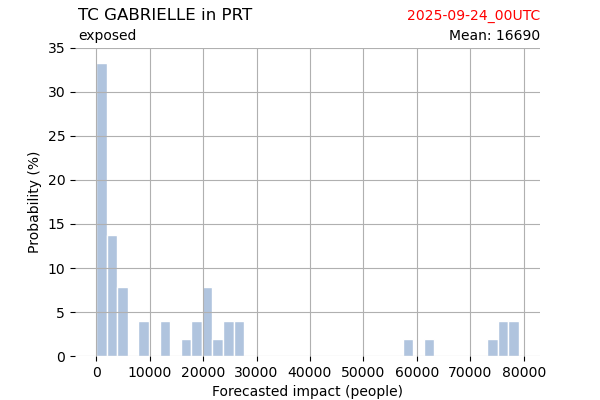 TC GABRIELLE in PRT
2025-09-24_00UTC
exposed
Mean: 16690
35
30
25
20
15
10
5
0
Probability (%)
0 10000 20000 30000 40000 50000 60000 70000 80000
Forecasted impact (people)